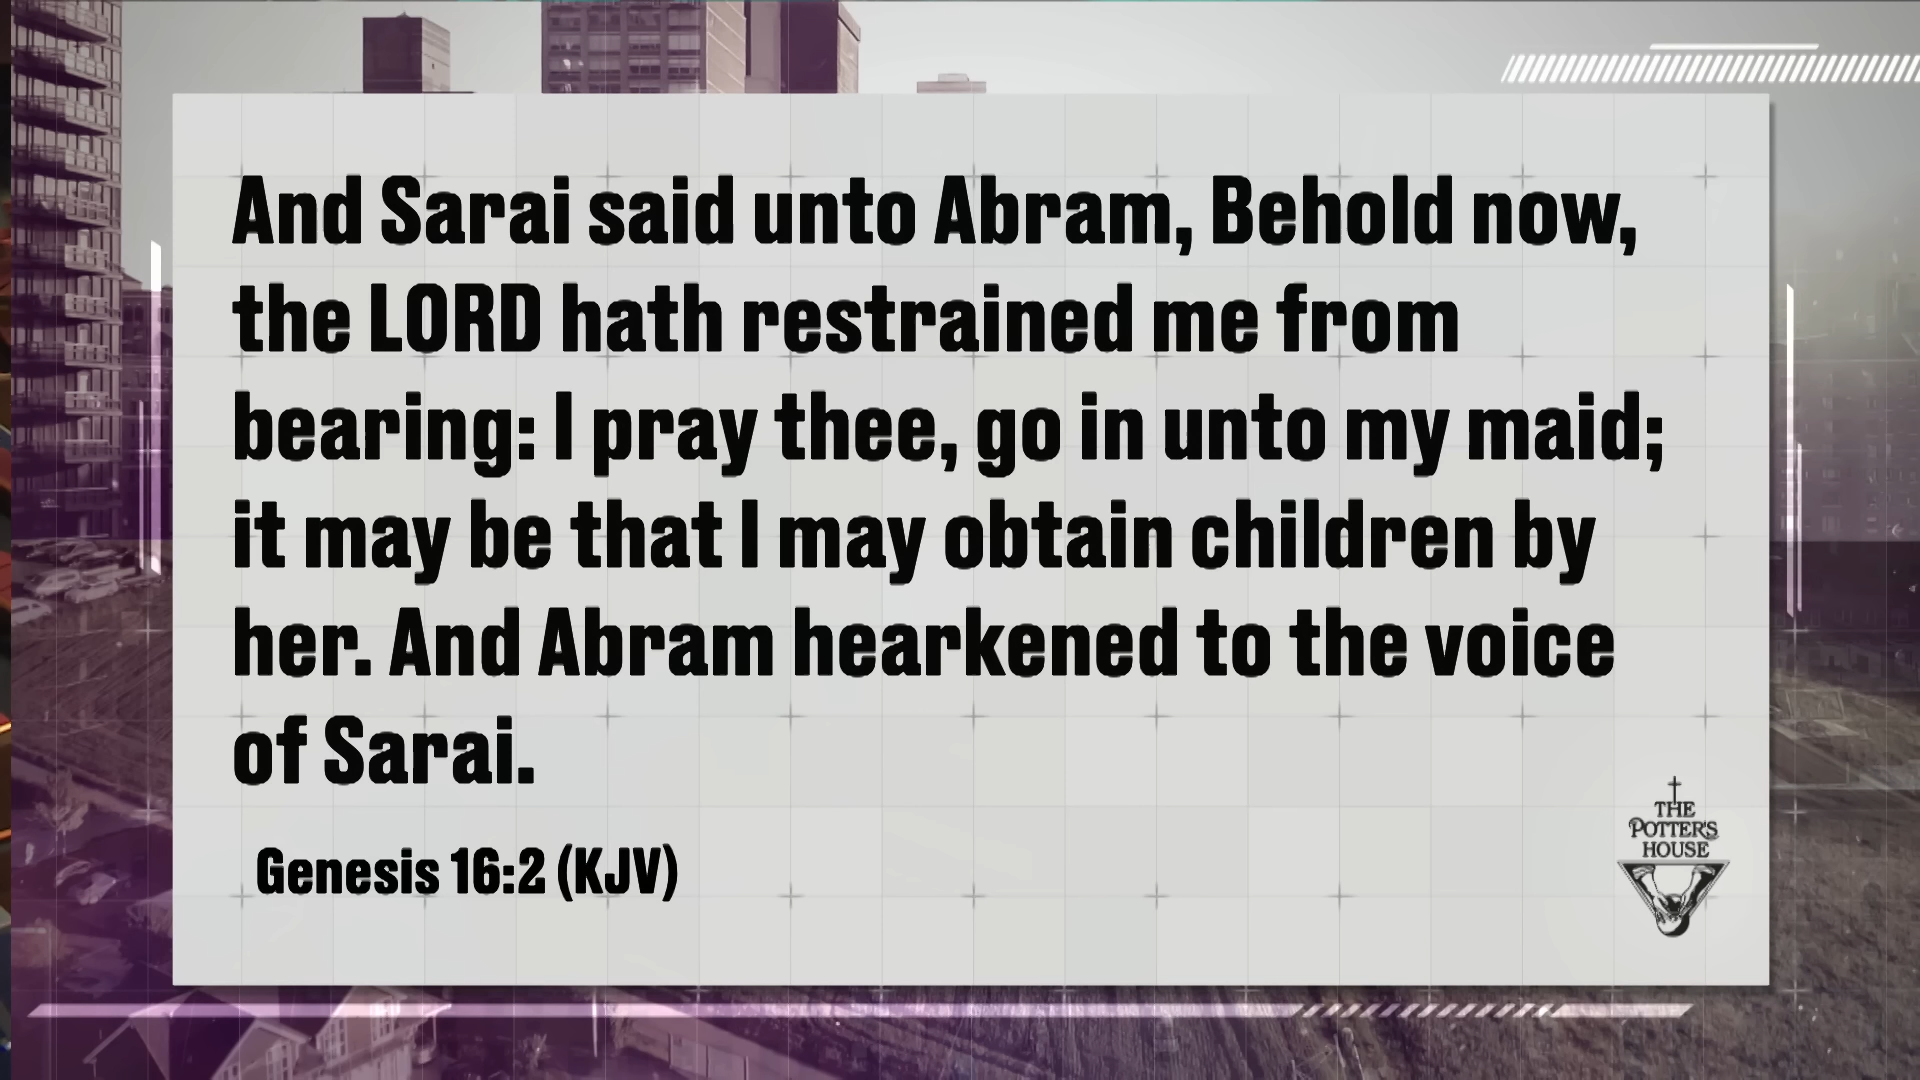 And Sarai said unto Abram, Behold now,
the LORD hath restrained me from
bearing: I pray thee, go in unto my maid;
it may be that I may obtain children by
her. And Abram hearkened to the voice
of Sarai.
Genesis 16:2 (KJV)
THE
POTTER'S
HOUSE